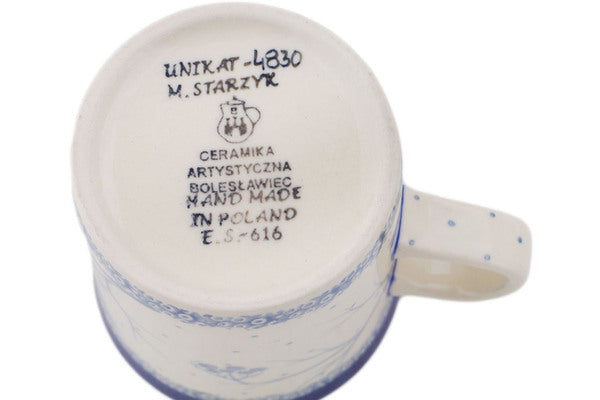 UNIKAT-4830
M. STARZYK
CERAMIKA
ARTYSTYCZNA
BOLESŁAWIEC
HAND MADE
IN POLAND
E.S.-616